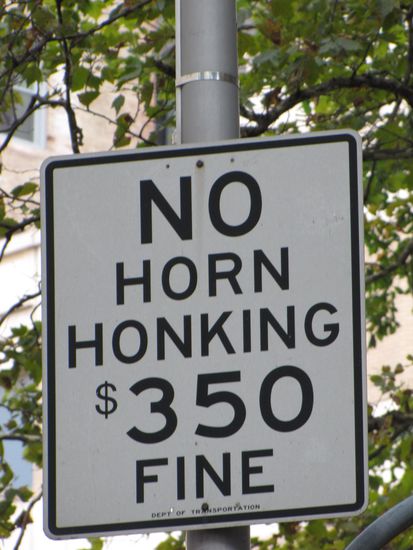 NO
HORN
HONKING
$350
FINE
DEPT OF TRANSPORTATION